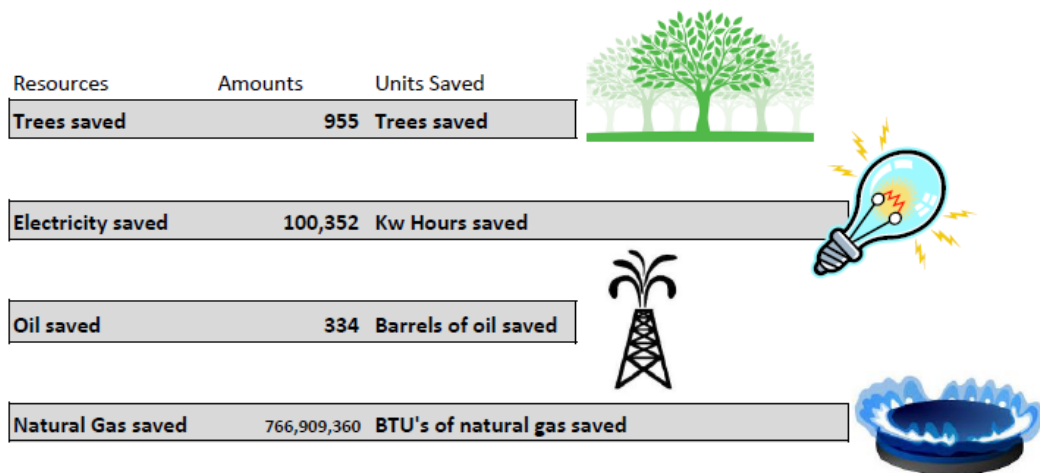 Resources Amounts Units Saved
Trees saved 955 Trees saved
Electricity saved 100,352 Kw Hours saved
Oil saved 334 Barrels of oil saved
Natural Gas saved 766,909,360 BTU's of natural gas saved